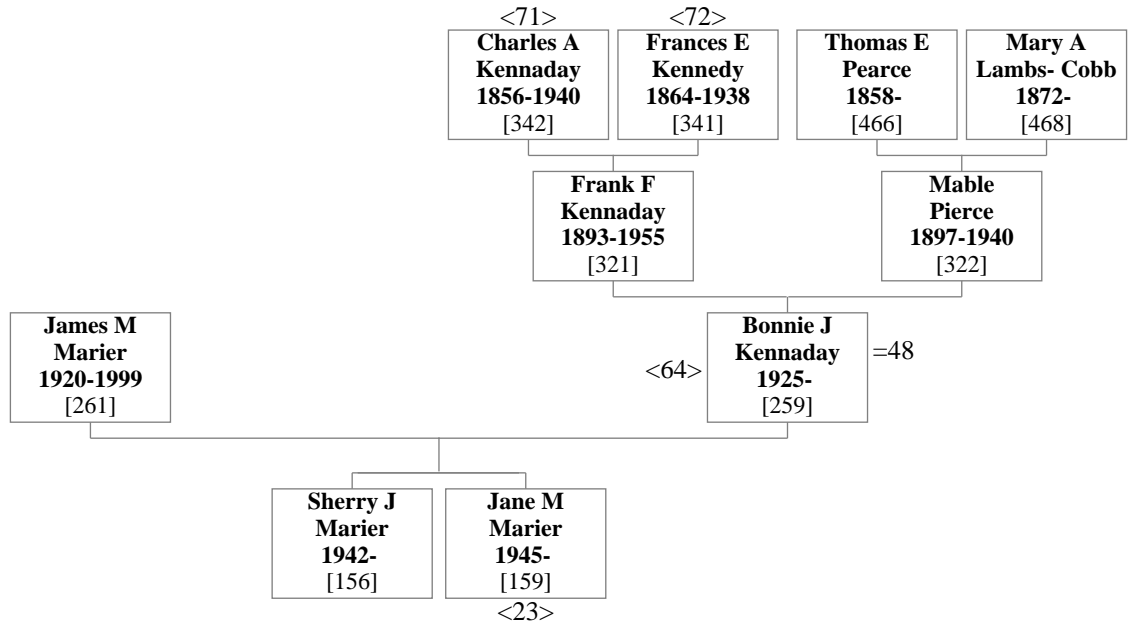 <71>
<72>
Charles A
Kennaday
1856-1940
[342]
Frances E
Kennedy
1864-1938
[341]
Thomas E
Pearce
1858-
[466]
Mary A
Lambs- Cobb
1872-
[468]
Frank F
Kennaday
1893-1955
[321]
Mable
Pierce
1897-1940
[322]
James M
Marier
1920-1999
[261]
<64>
Bonnie J
Kennaday
1925-
[259]
=48
Sherry J
Marier
1942-
[156]
Jane M
Marier
1945-
[159]
<23>